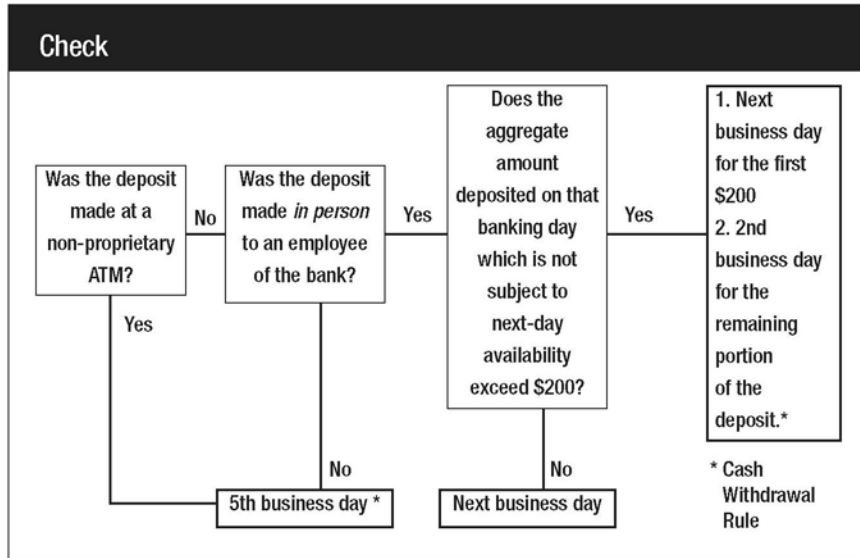 Check
Was the deposit
made at a
non-proprietary
ATM?
No
Was the deposit
made in person
to an employee
of the bank?
Yes
Does the
aggregate
amount
deposited on that
banking day
which is not
subject to
next-day
availability
exceed $200?
Yes
1. Next
business day
for the first
$200
2. 2nd
business day
for the
remaining
portion
of the
deposit.*
Yes
No
No
5th business day *
Next business day
* Cash
Withdrawal
Rule